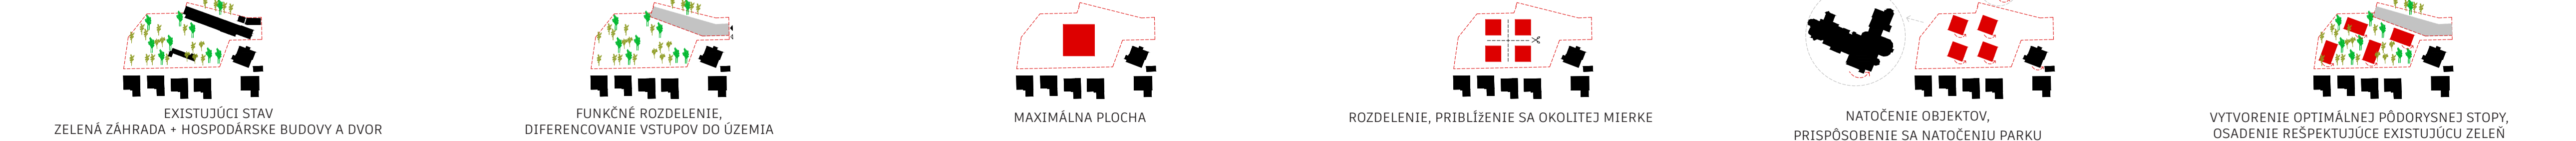 EXISTUJÚCI STAV
ZELENÁ ZÁHRADA + HOSPODÁRSKE BUDOVY A DVOR
FUNKČNÉ ROZDELENIE,
DIFERENCOVANIE VSTUPOV DO ÚZEMIA
MAXIMÁLNA PLOCHA
ROZDELENIE, PRIBLÍžENIE SA OKOLITEJ MIERKE
NATOČENIE OBJEKTOV,
PRISPÔSOBENIE SA NATOČENIU PARKU
VYTVORENIE OPTIMÁLNEJ PÔDORYSNEJ STOPY,
OSADENIE REŠPEKTUJÚCE EXISTUJÚCU ZELEŇ